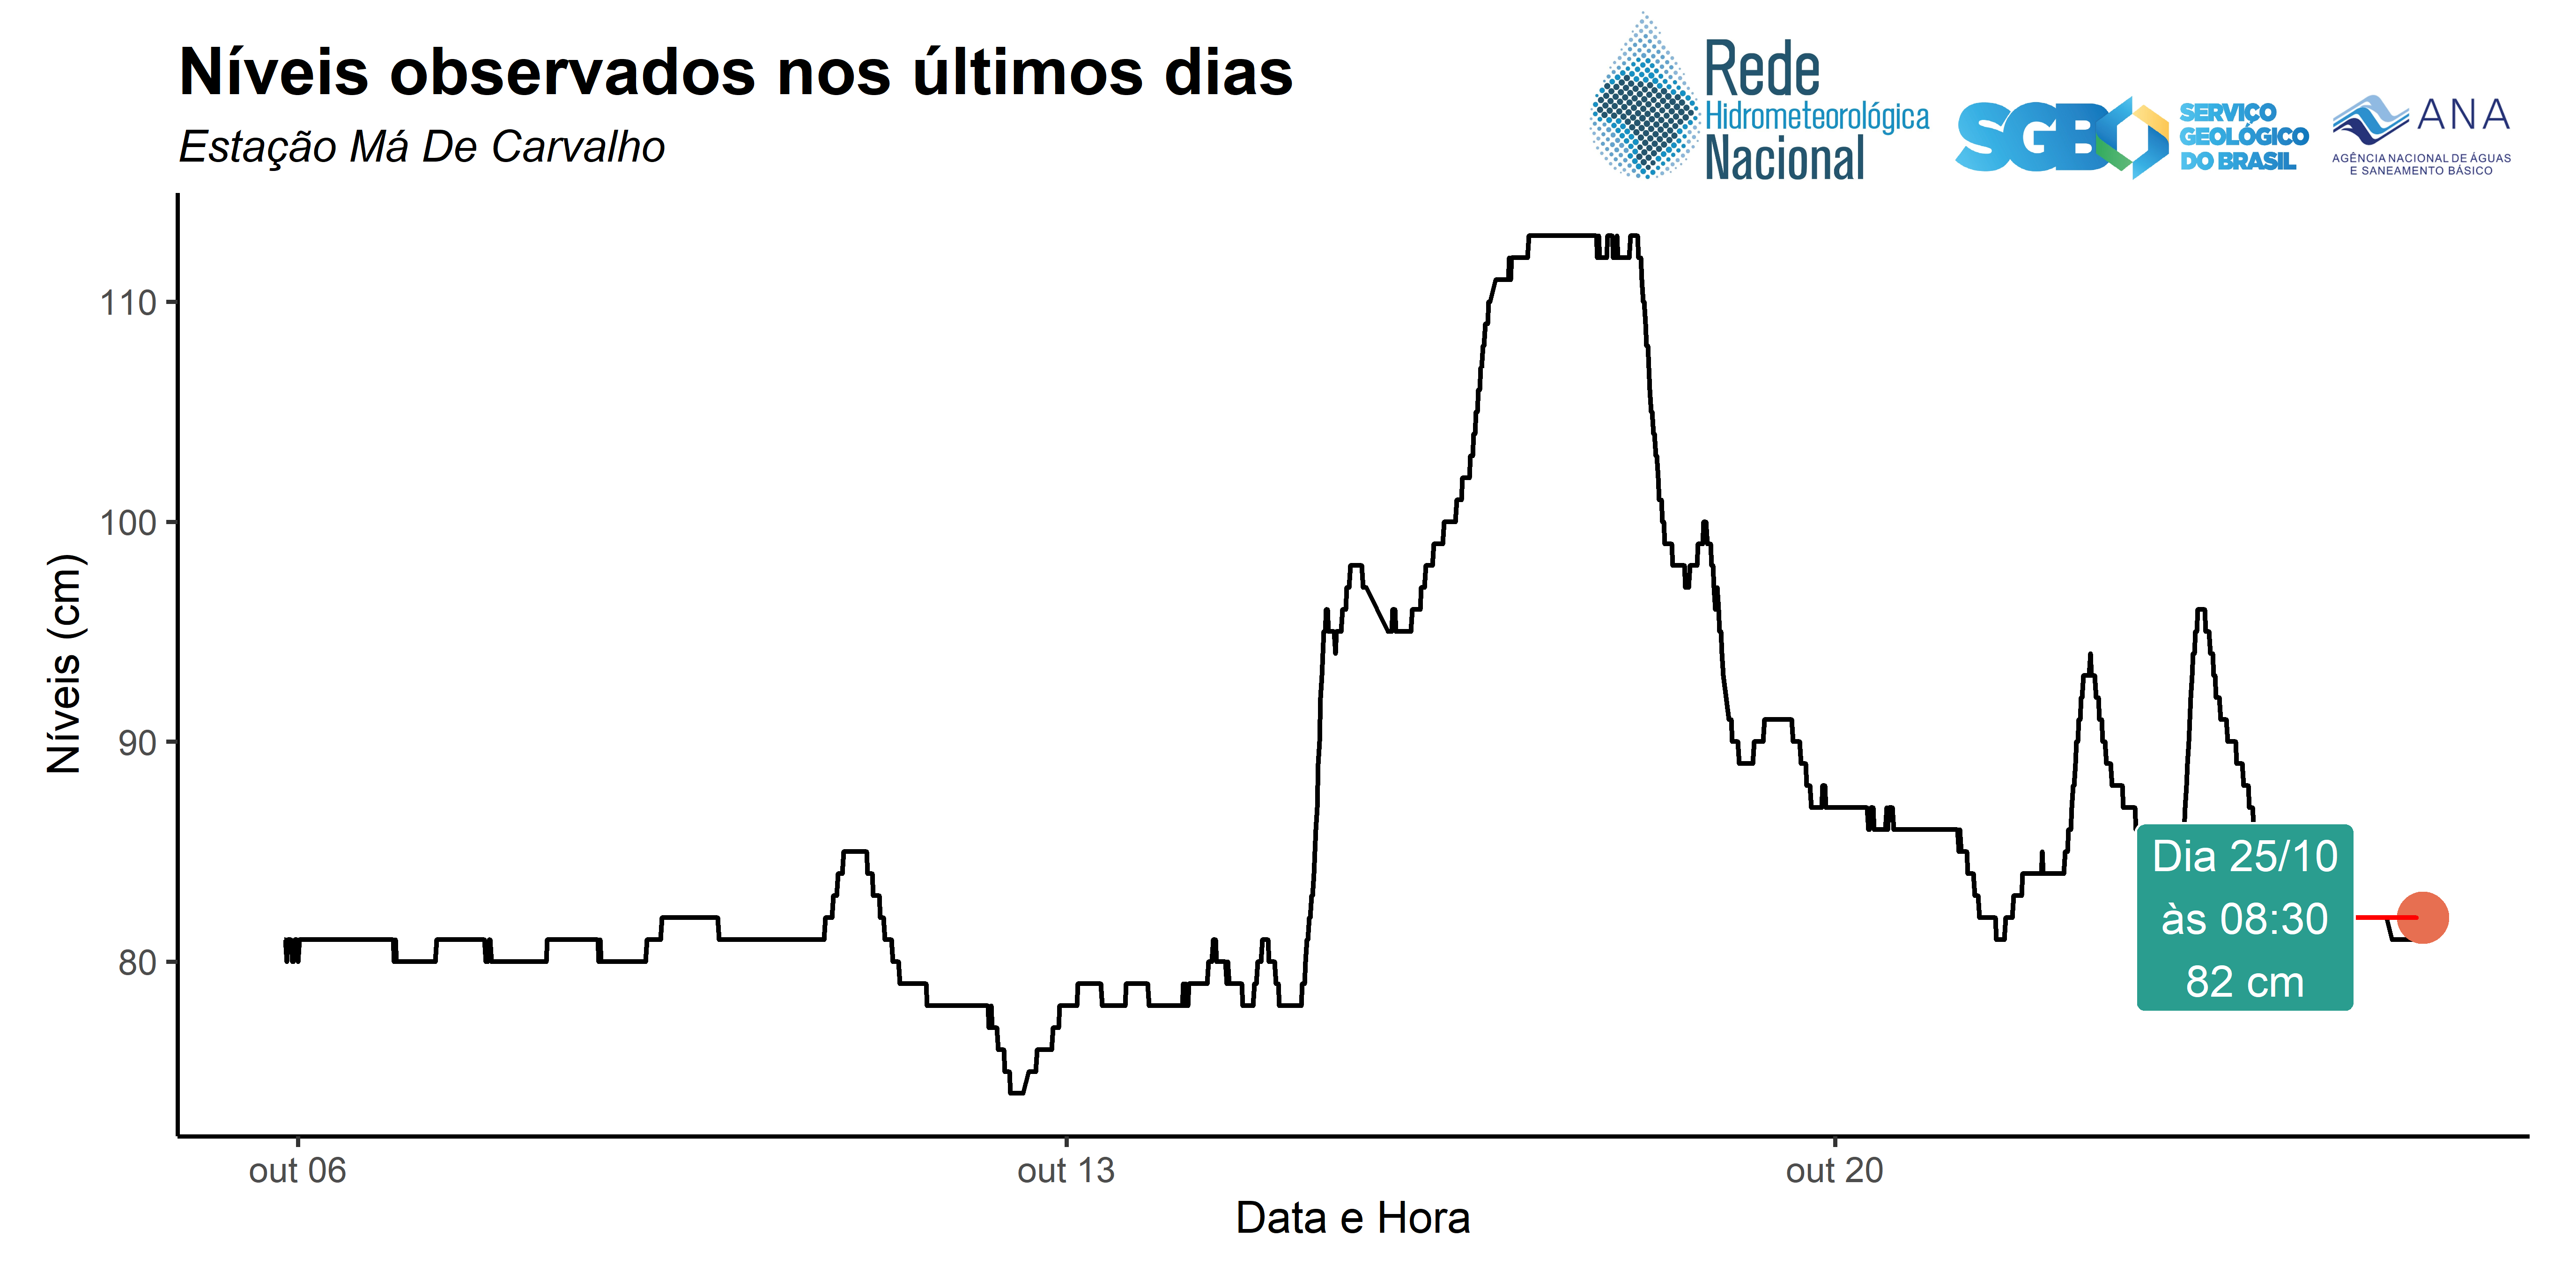 Níveis observados nos últimos dias
Estação Má De Carvalho
Rede
Hidrometeorológica
Nacional
SGB
SERVIÇO
GEOLÓGICO
DO BRASIL
ANA
AGÊNCIA NACIONAL DE ÁGUAS
E SANEAMENTO BÁSICO
Níveis (cm)
110
100
90
80
Dia 25/10
às 08:30
82 cm
out 06
out 13
out 20
Data e Hora